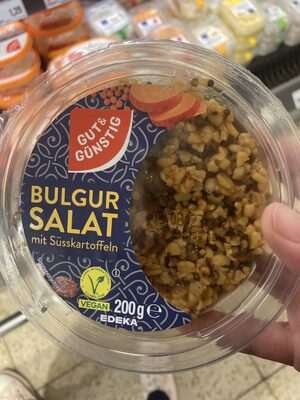 GUT&
GÜNSTIG
BULGUR
SALAT
mit Süsskartoffeln
VEGAN
200g℮
EDEKA